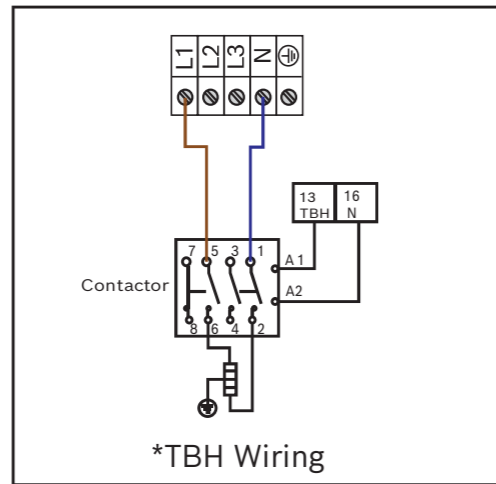 L1 L2 L3 N
13 TBH 16 N
7 5 3 1
A1
A2
Contactor
8 6 4 2
*TBH Wiring